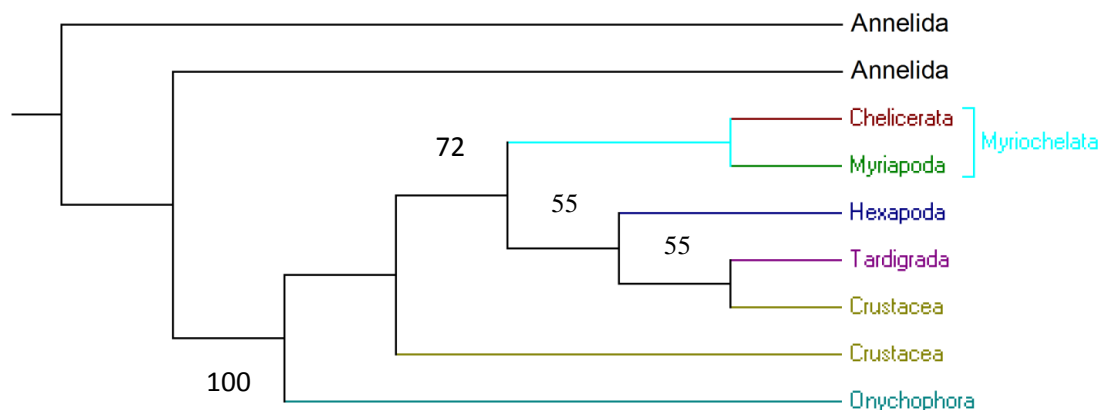 Annelida
Annelida
Chelicerata
Myriochelata
72
Myriapoda
55
Hexapoda
55
Tardigrada
Crustacea
Crustacea
100
Onychophora